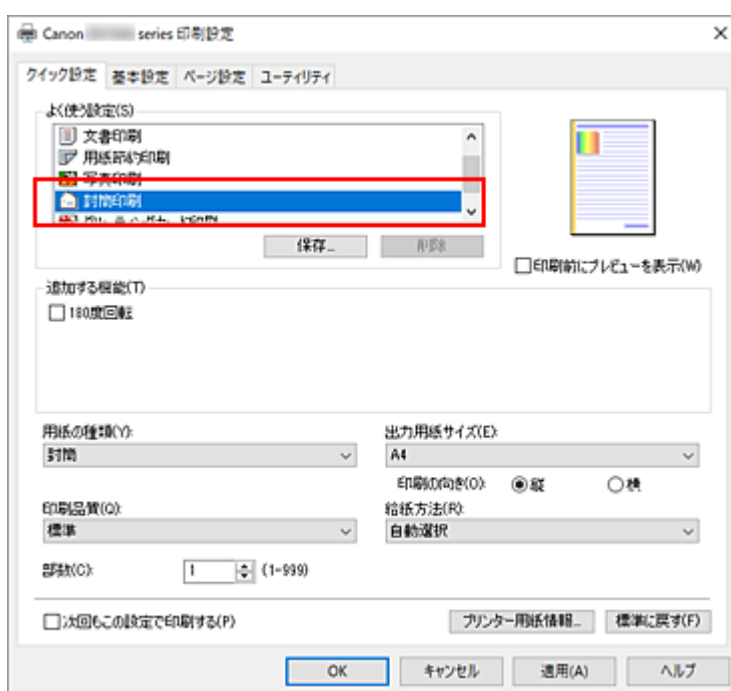 Canon series 印刷設定
クイック設定 基本設定 ページ設定 ユーティリティ
よく使う設定(S)
文書印刷
用紙節約印刷
写真印刷
封筒印刷
保存...
削除
印刷前にプレビューを表示(W)
追加する機能(T)
180度回転
用紙の種類(Y): 出力用紙サイズ(E):
封筒 A4
印刷の向き(O): 縦 横
印刷品質(Q): 給紙方法(R):
標準 自動選択
部数(C): 1 (1-999)
次回もこの設定で印刷する(P) プリンター用紙情報... 標準に戻す(F)
OK キャンセル 適用(A) ヘルプ